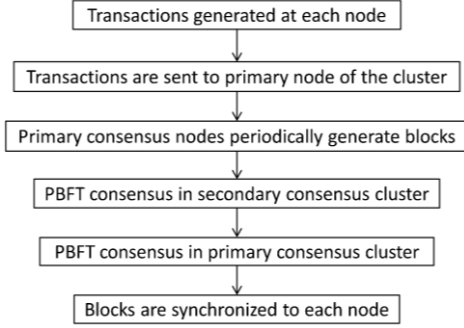 Transactions generated at each node
Transactions are sent to primary node of the cluster
Primary consensus nodes periodically generate blocks
PBFT consensus in secondary consensus cluster
PBFT consensus in primary consensus cluster
Blocks are synchronized to each node